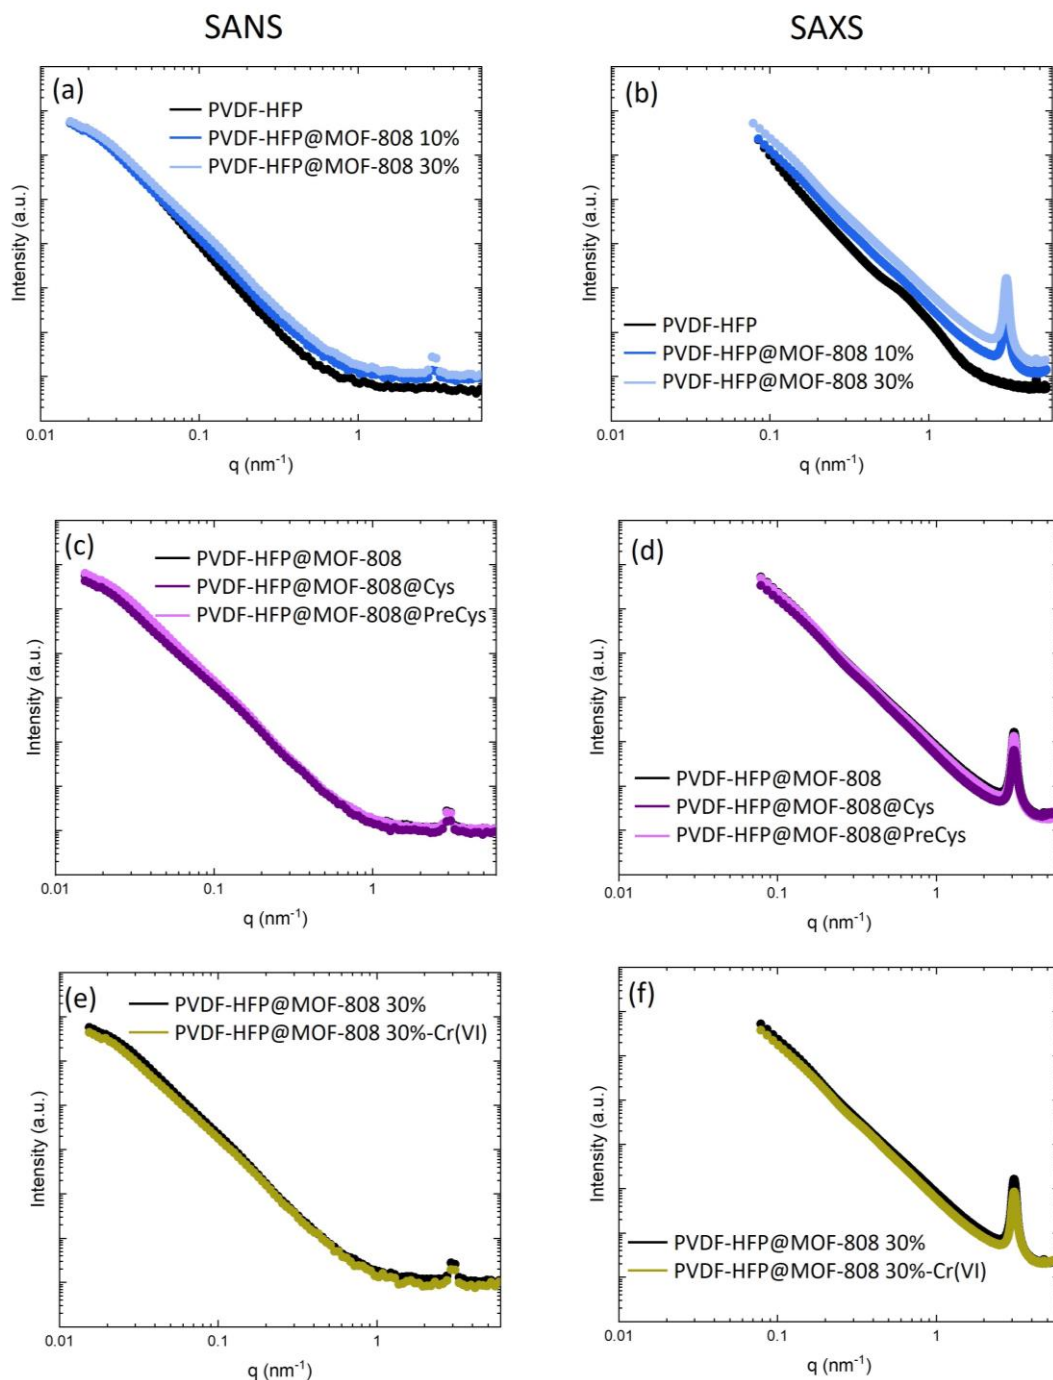 SANS
SAXS
(a)
PVDF-HFP
PVDF-HFP@MOF-808 10%
PVDF-HFP@MOF-808 30%
Intensity (a.u.)
0.01
0.1
1
q (nm⁻¹)
(b)
PVDF-HFP
PVDF-HFP@MOF-808 10%
PVDF-HFP@MOF-808 30%
Intensity (a.u.)
0.01
0.1
1
q (nm⁻¹)
(c)
PVDF-HFP@MOF-808
PVDF-HFP@MOF-808@Cys
PVDF-HFP@MOF-808@PreCys
Intensity (a.u.)
0.01
0.1
1
q (nm⁻¹)
(d)
PVDF-HFP@MOF-808
PVDF-HFP@MOF-808@Cys
PVDF-HFP@MOF-808@PreCys
Intensity (a.u.)
0.01
0.1
1
q (nm⁻¹)
(e)
PVDF-HFP@MOF-808 30%
PVDF-HFP@MOF-808 30%-Cr(VI)
Intensity (a.u.)
0.01
0.1
1
q (nm⁻¹)
(f)
PVDF-HFP@MOF-808 30%
PVDF-HFP@MOF-808 30%-Cr(VI)
Intensity (a.u.)
0.01
0.1
1
q (nm⁻¹)